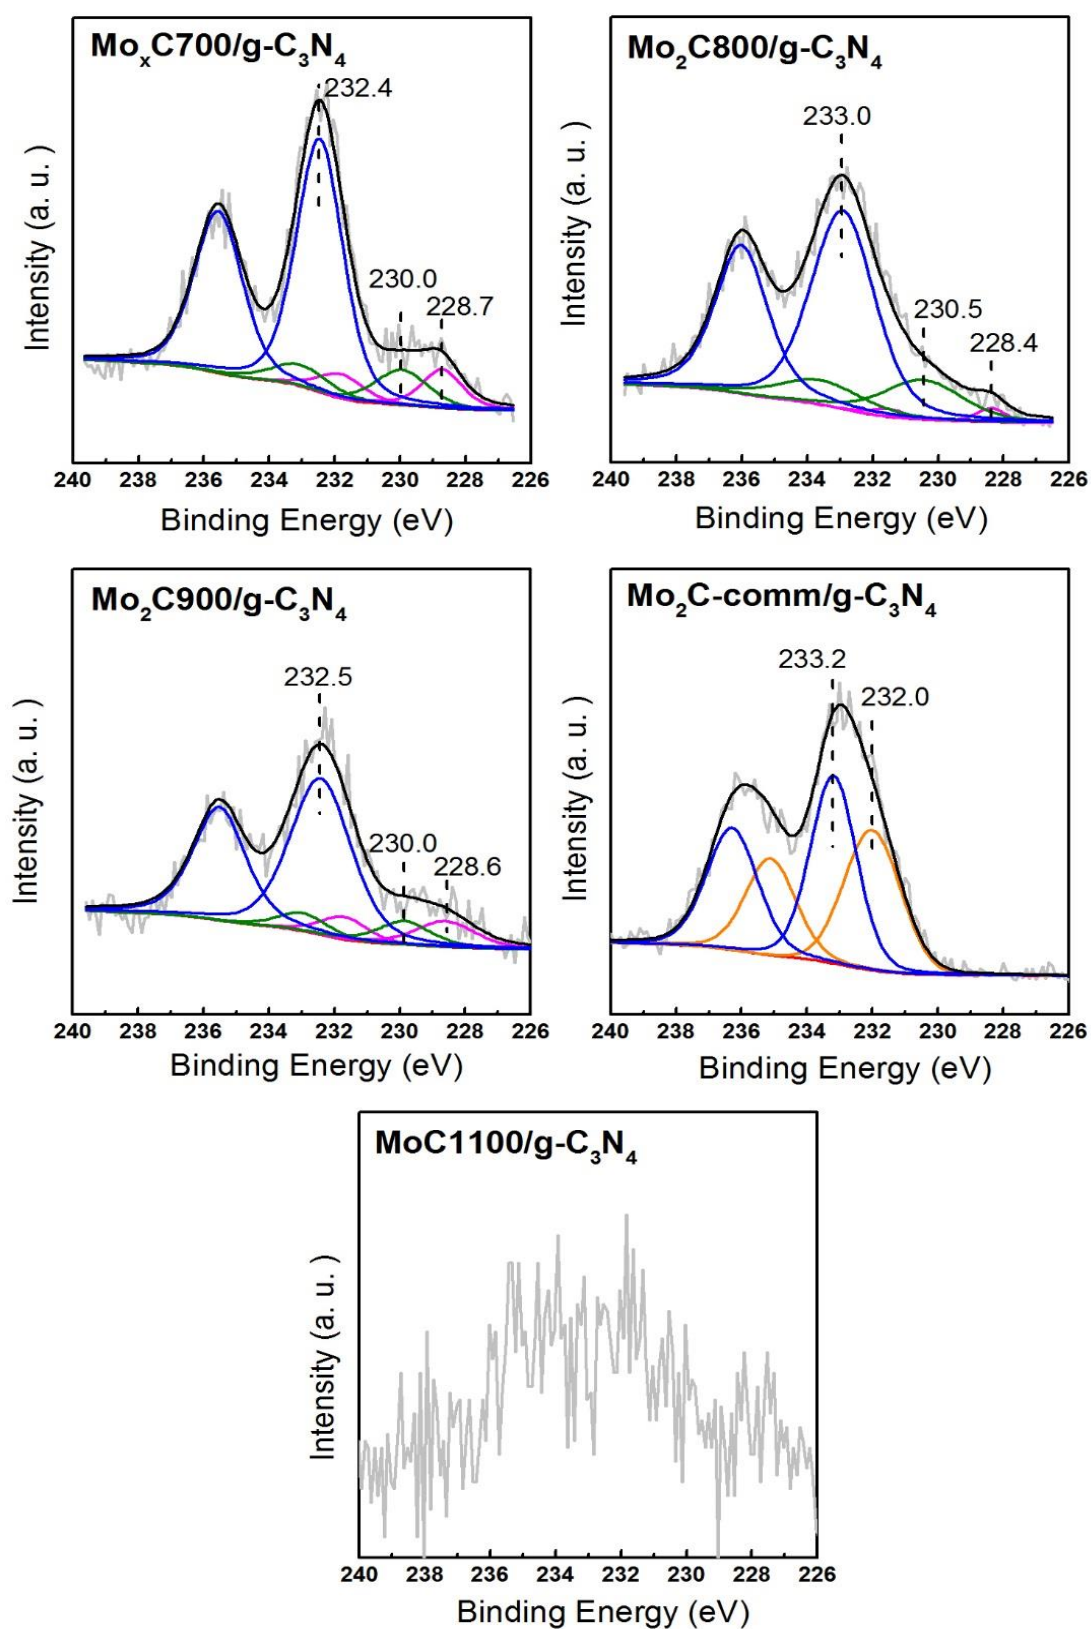 MoₓC700/g-C₃N₄
232.4
230.0
228.7
Intensity (a. u. )
240 238 236 234 232 230 228 226
Binding Energy (eV)
Mo₂C800/g-C₃N₄
233.0
230.5
228.4
Intensity (a. u. )
240 238 236 234 232 230 228 226
Binding Energy (eV)
Mo₂C900/g-C₃N₄
232.5
230.0
228.6
Intensity (a. u. )
240 238 236 234 232 230 228 226
Binding Energy (eV)
Mo₂C-comm/g-C₃N₄
233.2
232.0
Intensity (a. u. )
240 238 236 234 232 230 228 226
Binding Energy (eV)
MoC1100/g-C₃N₄
Intensity (a. u. )
240 238 236 234 232 230 228 226
Binding Energy (eV)